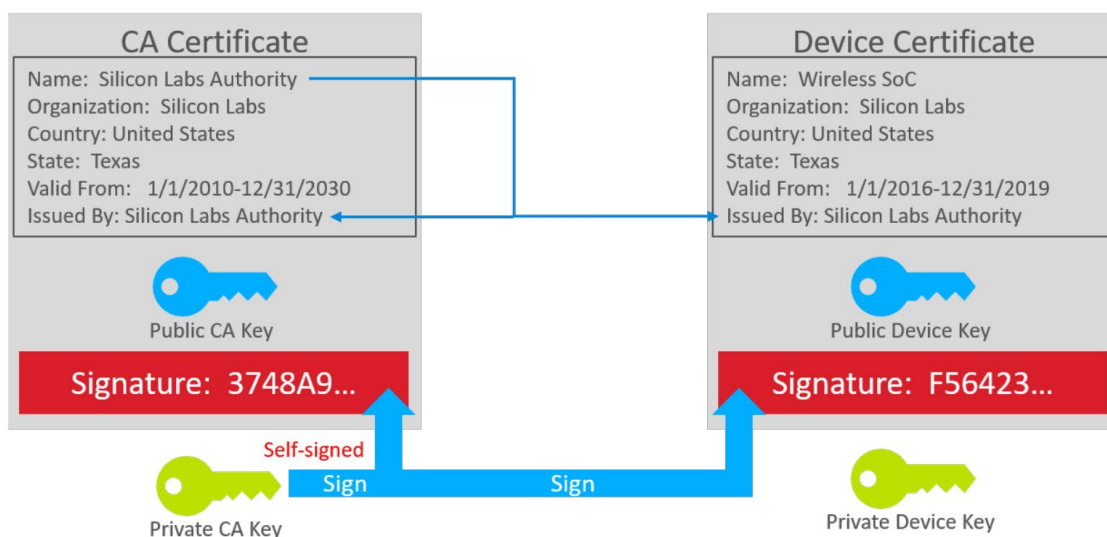 CA Certificate
Name: Silicon Labs Authority
Organization: Silicon Labs
Country: United States
State: Texas
Valid From: 1/1/2010-12/31/2030
Issued By: Silicon Labs Authority
Public CA Key
Signature: 3748A9...
Device Certificate
Name: Wireless SoC
Organization: Silicon Labs
Country: United States
State: Texas
Valid From: 1/1/2016-12/31/2019
Issued By: Silicon Labs Authority
Public Device Key
Signature: F56423...
Self-signed
Sign
Sign
Private CA Key
Private Device Key